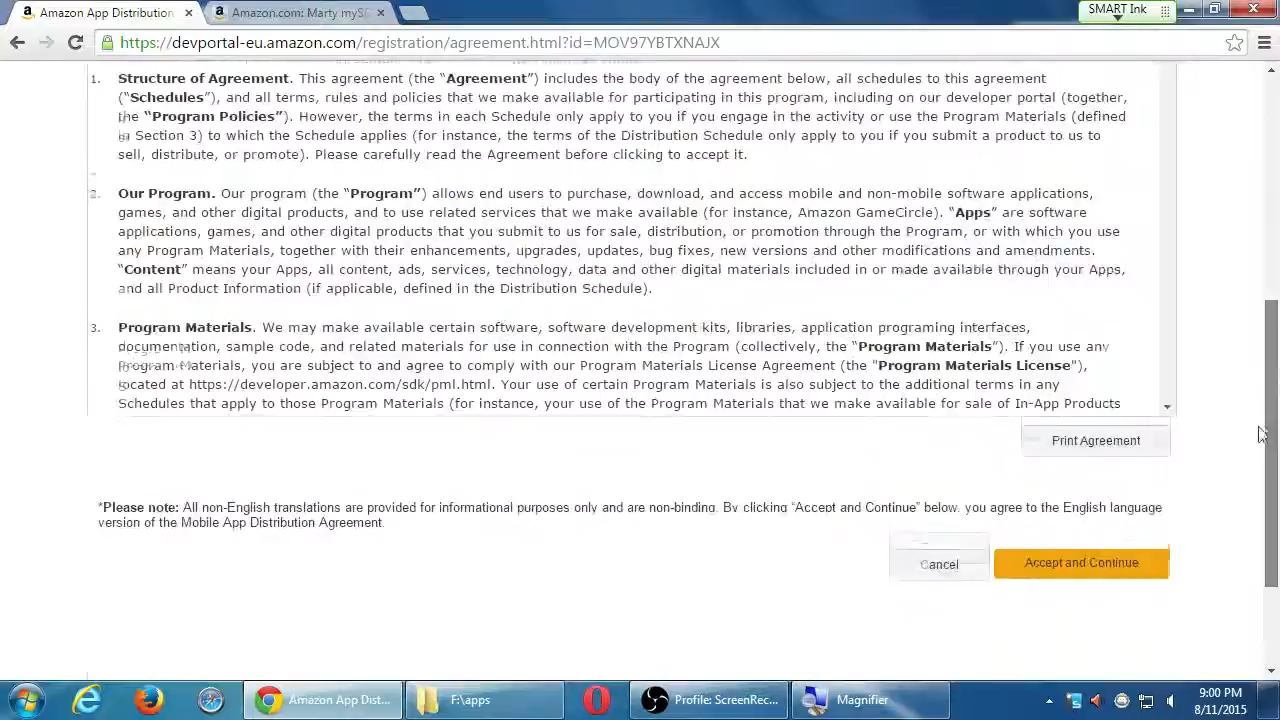 Amazon App Distribution
Amazon.com: Marty mySP
SMART Ink
https://devportal-eu.amazon.com/registration/agreement.html?id=MOV97YBTXNAJX
1. Structure of Agreement. This agreement (the “Agreement”) includes the body of the agreement below, all schedules to this agreement
(“Schedules”), and all terms, rules and policies that we make available for participating in this program, including on our developer portal (together,
the “Program Policies”). However, the terms in each Schedule only apply to you if you engage in the activity or use the Program Materials (defined
in Section 3) to which the Schedule applies (for instance, the terms of the Distribution Schedule only apply to you if you submit a product to us to
sell, distribute, or promote). Please carefully read the Agreement before clicking to accept it.
2. Our Program. Our program (the “Program”) allows end users to purchase, download, and access mobile and non-mobile software applications,
games, and other digital products, and to use related services that we make available (for instance, Amazon GameCircle). “Apps” are software
applications, games, and other digital products that you submit to us for sale, distribution, or promotion through the Program, or with which you use
any Program Materials, together with their enhancements, upgrades, updates, bug fixes, new versions and other modifications and amendments.
“Content” means your Apps, all content, ads, services, technology, data and other digital materials included in or made available through your Apps,
and all Product Information (if applicable, defined in the Distribution Schedule).
3. Program Materials. We may make available certain software, software development kits, libraries, application programing interfaces,
documentation, sample code, and related materials for use in connection with the Program (collectively, the “Program Materials”). If you use any
Program Materials, you are subject to and agree to comply with our Program Materials License Agreement (the "Program Materials License"),
located at https://developer.amazon.com/sdk/pml.html. Your use of certain Program Materials is also subject to the additional terms in any
Schedules that apply to those Program Materials (for instance, your use of the Program Materials that we make available for sale of In-App Products
Print Agreement
*Please note: All non-English translations are provided for informational purposes only and are non-binding. By clicking “Accept and Continue” below, you agree to the English language
version of the Mobile App Distribution Agreement.
Cancel
Accept and Continue
Amazon App Dist...
F:\apps
Profile: ScreenRec...
Magnifier
9:00 PM
8/11/2015